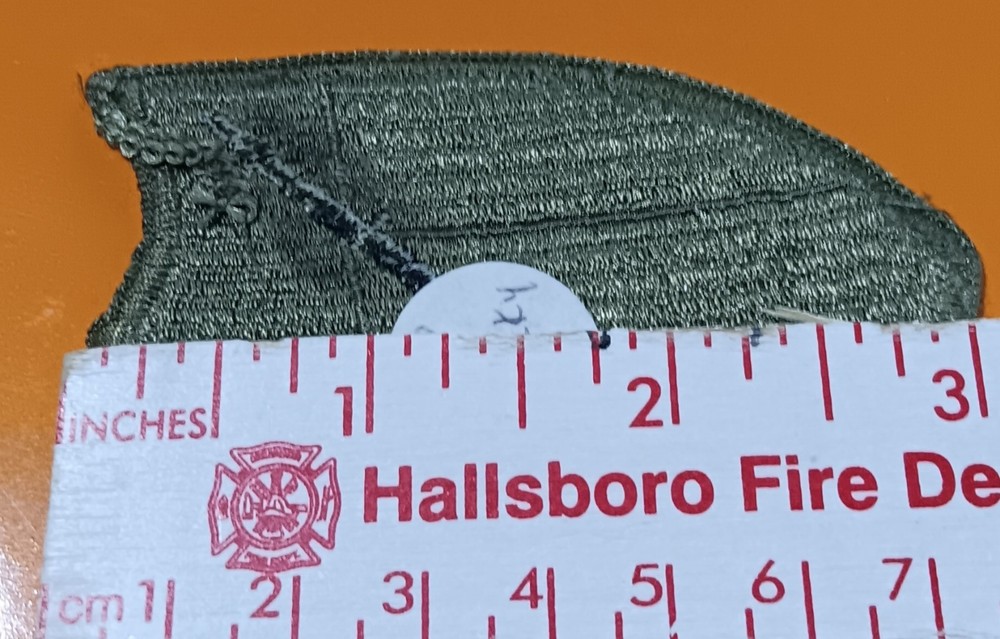 INCHES 1 2 3
Hallsboro Fire De
cm 1 2 3 4 5 6 7